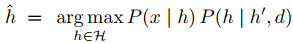 ĥ = arg max P(x | h) P(h | h′, d)
h∈ℋ